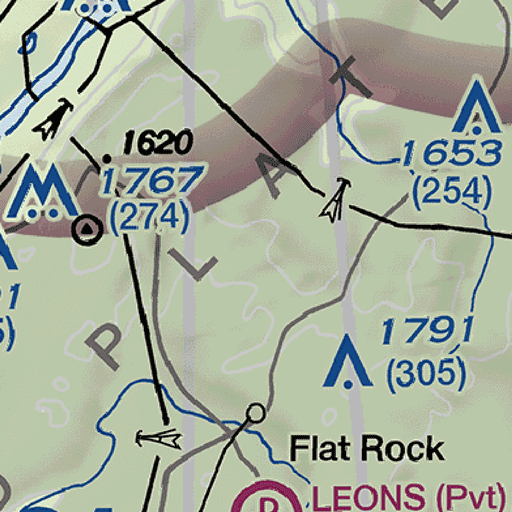 1620
1767
(274)
1653
(254)
P L A T
1791
(305)
Flat Rock
LEONS (Pvt)
P